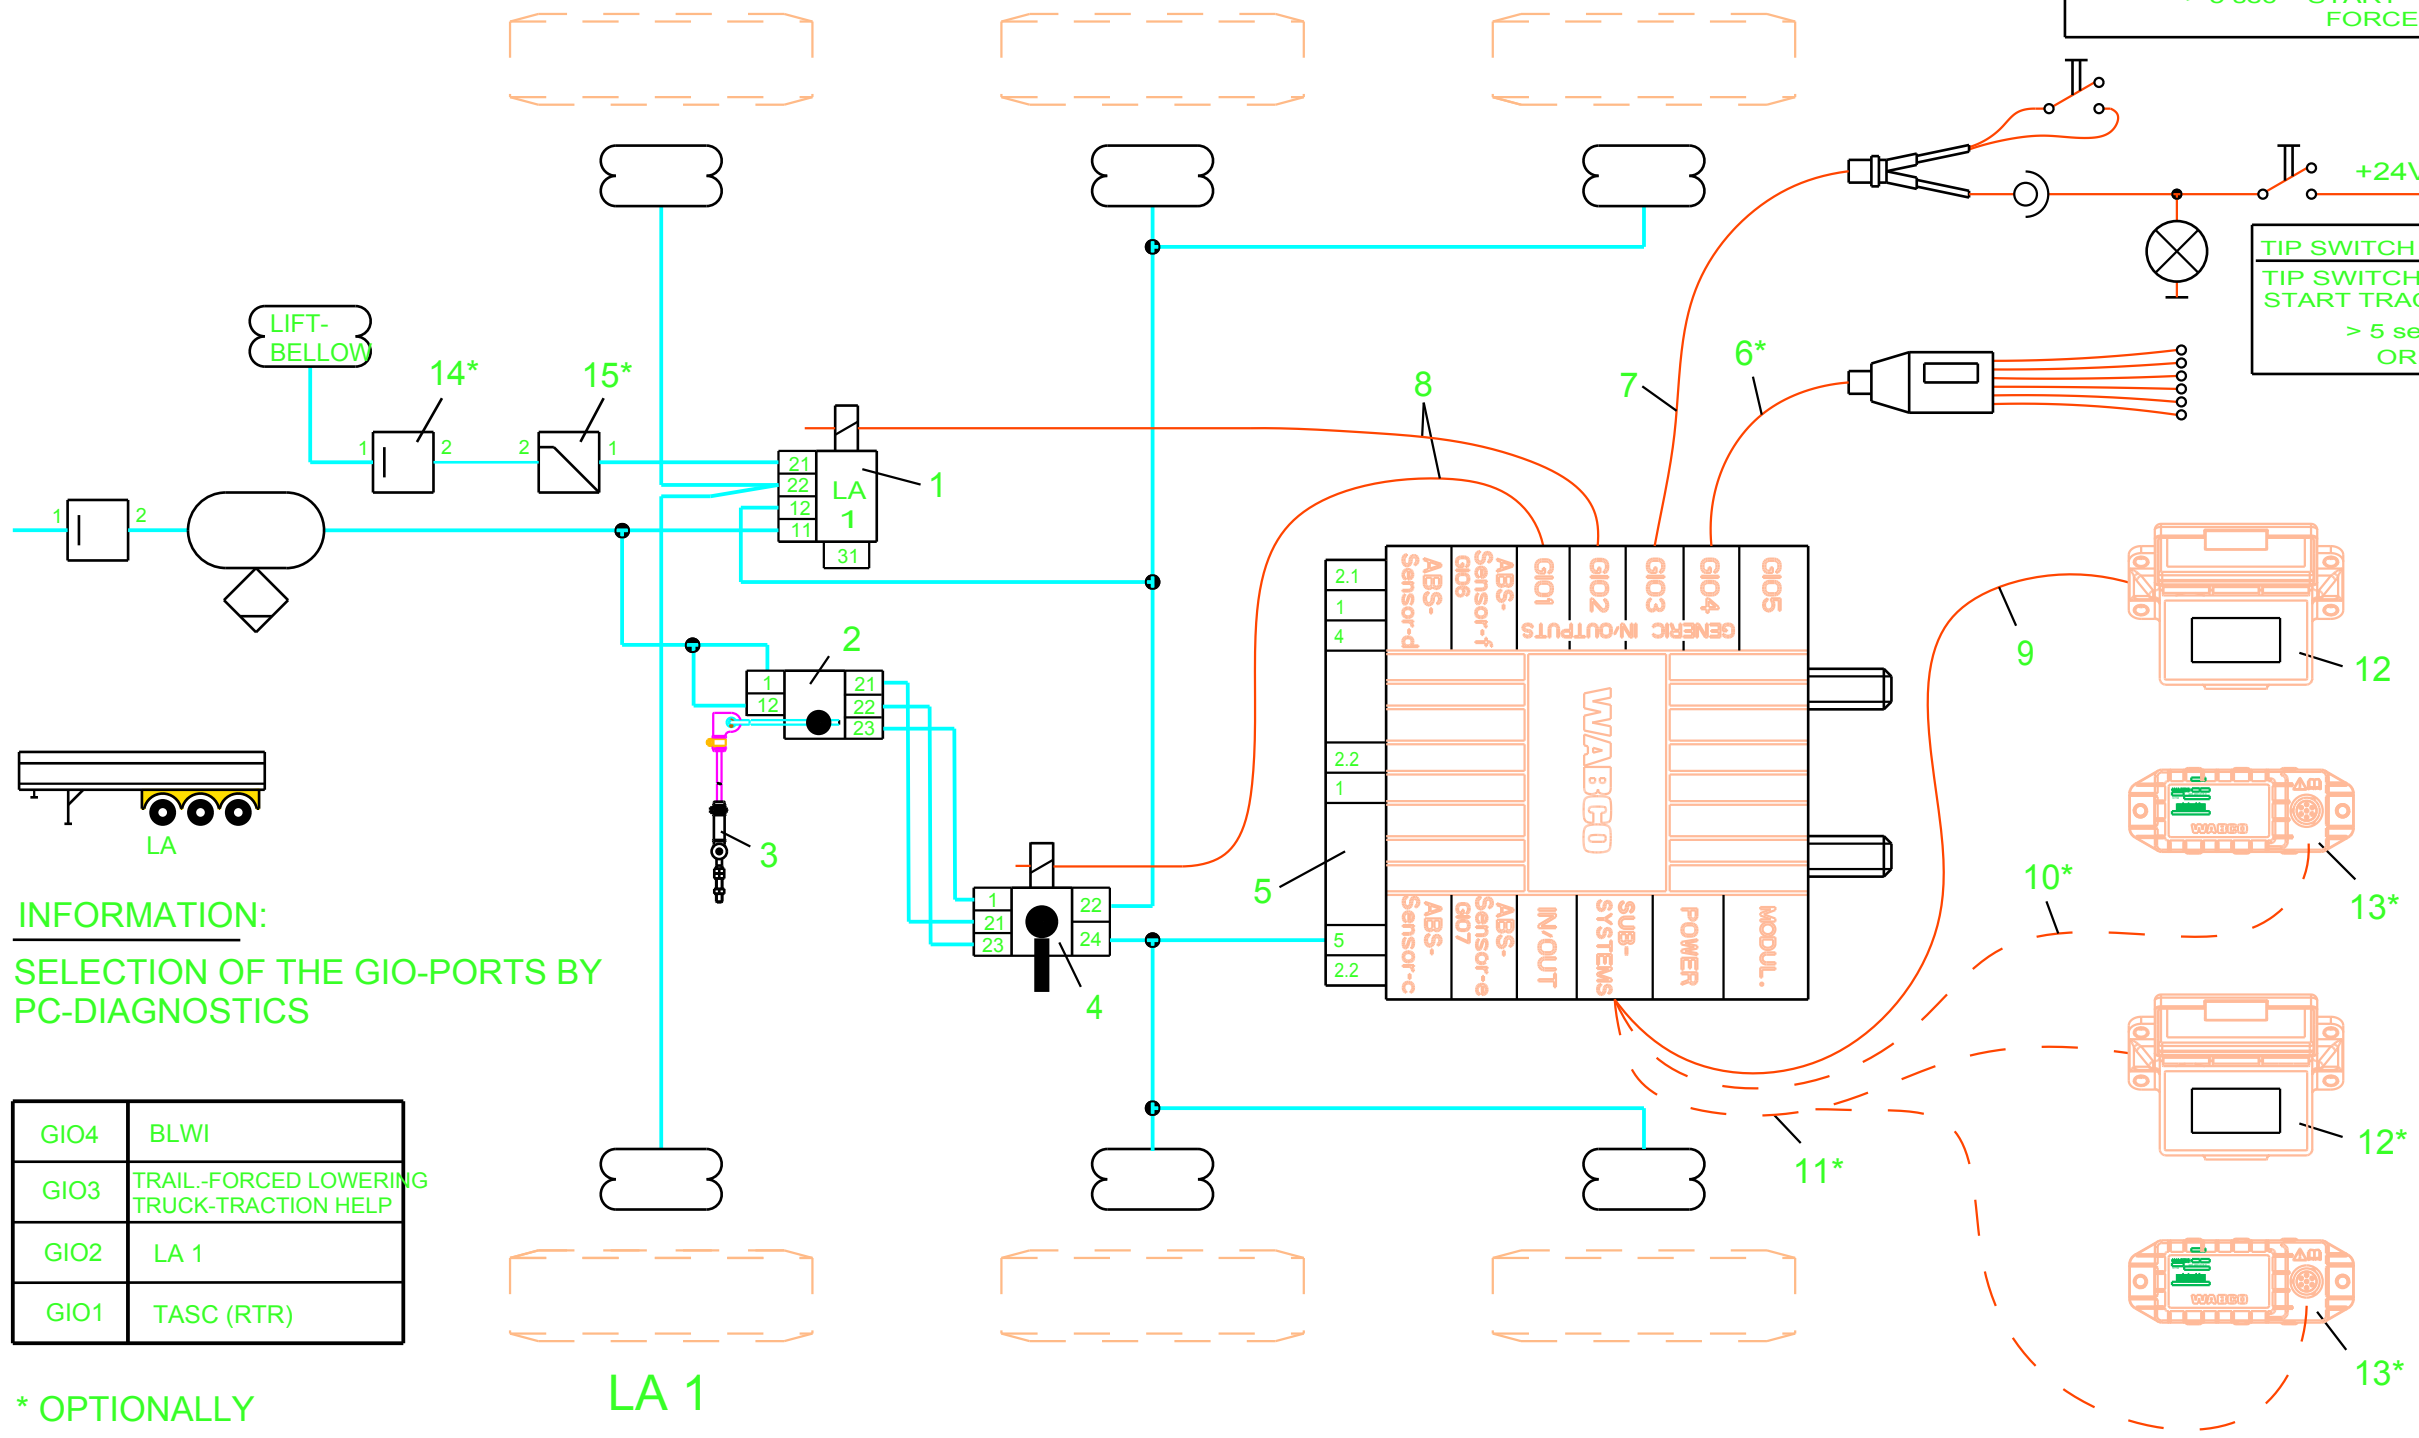 FORCE
+24V
TIP SWITCH
TIP SWITCH
START TRAC
> 5 se
OR
LIFT-
BELLOW
14*
15*
8
7
6*
1
2
2
1
21
22
12
11
31
LA
1
1
1
2
2
1
12
21
22
23
3
1
21
23
22
24
4
5
2.1
1
4
2.2
1
5
2.2
ABS-
Sensor-d
ABS-
Sensor-f
GIO6
GIO1
GIO2
GIO3
GIO4
GIO5
GENERIC IN/OUTPUTS
WABCO
ABS-
Sensor-c
ABS-
Sensor-e
GIO7
IN/OUT
SUB-
SYSTEMS
POWER
MODUL.
9
12
10*
WABCO
13*
11*
12*
WABCO
13*
LA
INFORMATION:
SELECTION OF THE GIO-PORTS BY
PC-DIAGNOSTICS
GIO4 BLWI
GIO3 TRAIL.-FORCED LOWERING
TRUCK-TRACTION HELP
GIO2 LA 1
GIO1 TASC (RTR)
* OPTIONALLY
LA 1